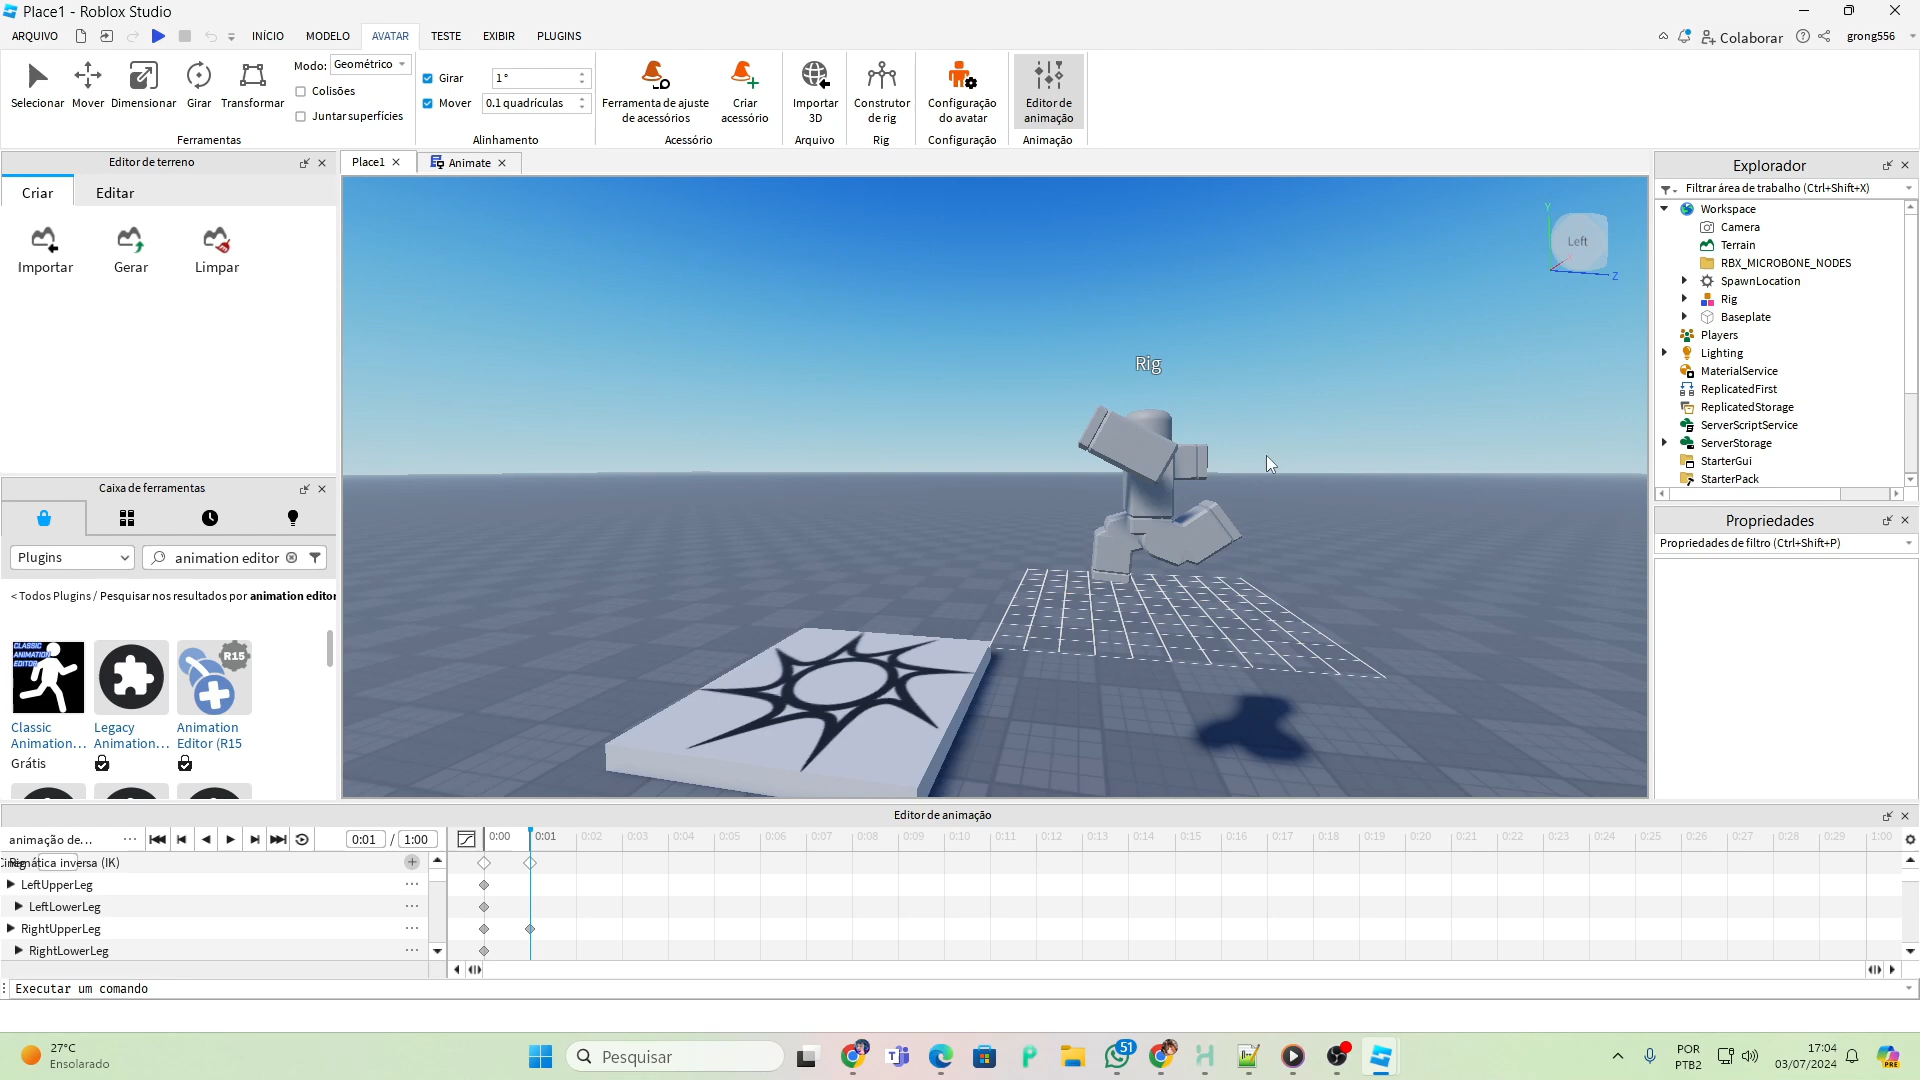 Place1 - Roblox Studio
ARQUIVO INÍCIO MODELO AVATAR TESTE EXIBIR PLUGINS Colaborar grong556
Selecionar Mover Dimensionar Girar Transformar
Modo: Geométrico
Colisões
Juntar superfícies
Ferramentas
Girar 1°
Mover 0.1 quadrículas
Alinhamento
Ferramenta de ajuste de acessórios
Criar acessório
Acessório
Importar 3D
Arquivo
Construtor de rig
Rig
Configuração do avatar
Configuração
Editor de animação
Animação
Editor de terreno
Criar Editar
Importar Gerar Limpar
Place1 Animate
Rig
Left
Y
Z
Explorador
Filtrar área de trabalho (Ctrl+Shift+X)
Workspace
Camera
Terrain
RBX_MICROBONE_NODES
SpawnLocation
Rig
Baseplate
Players
Lighting
MaterialService
ReplicatedFirst
ReplicatedStorage
ServerScriptService
ServerStorage
StarterGui
StarterPack
Propriedades
Propriedades de filtro (Ctrl+Shift+P)
Caixa de ferramentas
Plugins animation editor
< Todos Plugins / Pesquisar nos resultados por animation editor
CLASSIC ANIMATION EDITOR
R15
Classic Animation... Grátis
Legacy Animation...
Animation Editor (R15
Editor de animação
animação de... 0:01 / 1:00
0:00 0:01 0:02 0:03 0:04 0:05 0:06 0:07 0:08 0:09 0:10 0:11 0:12 0:13 0:14 0:15 0:16 0:17 0:18 0:19 0:20 0:21 0:22 0:23 0:24 0:25 0:26 0:27 0:28 0:29 1:00
mática inversa (IK)
LeftUpperLeg
LeftLowerLeg
RightUpperLeg
RightLowerLeg
Executar um comando
27°C
Ensolarado
Pesquisar
51
POR
PTB2
17:04
03/07/2024
PRE